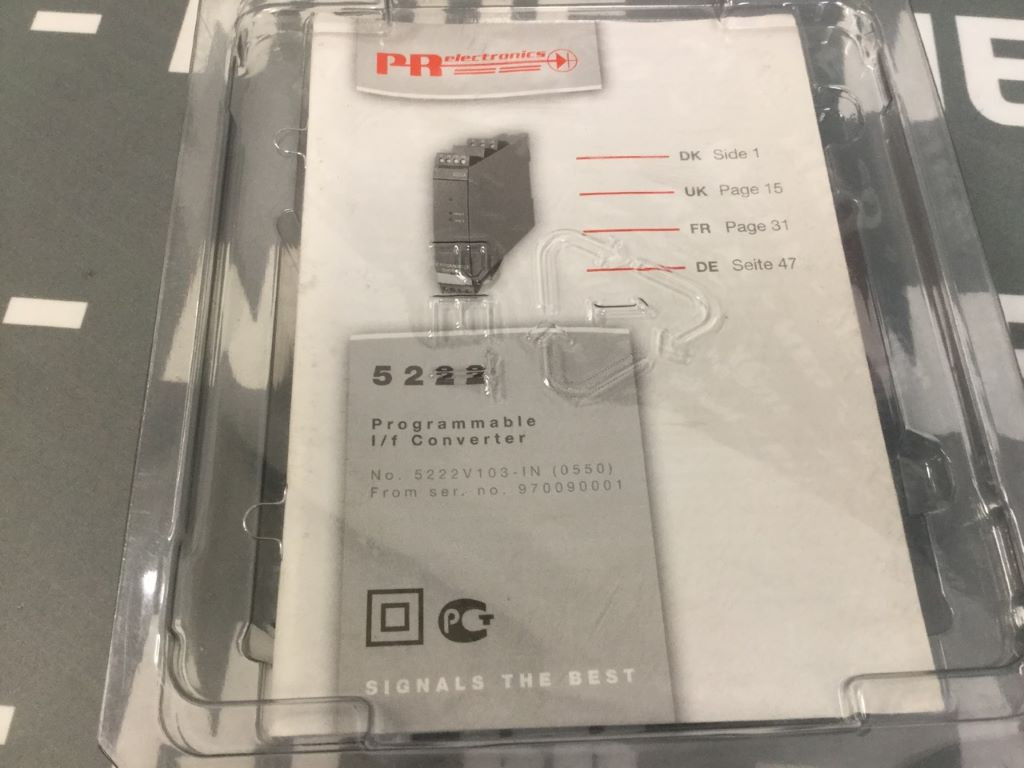 PR electronics
DK Side 1
UK Page 15
FR Page 31
DE Seite 47
5222
Programmable
I/f Converter
No. 5222V103-IN (0550)
From ser. no. 970090001
SIGNALS THE BEST